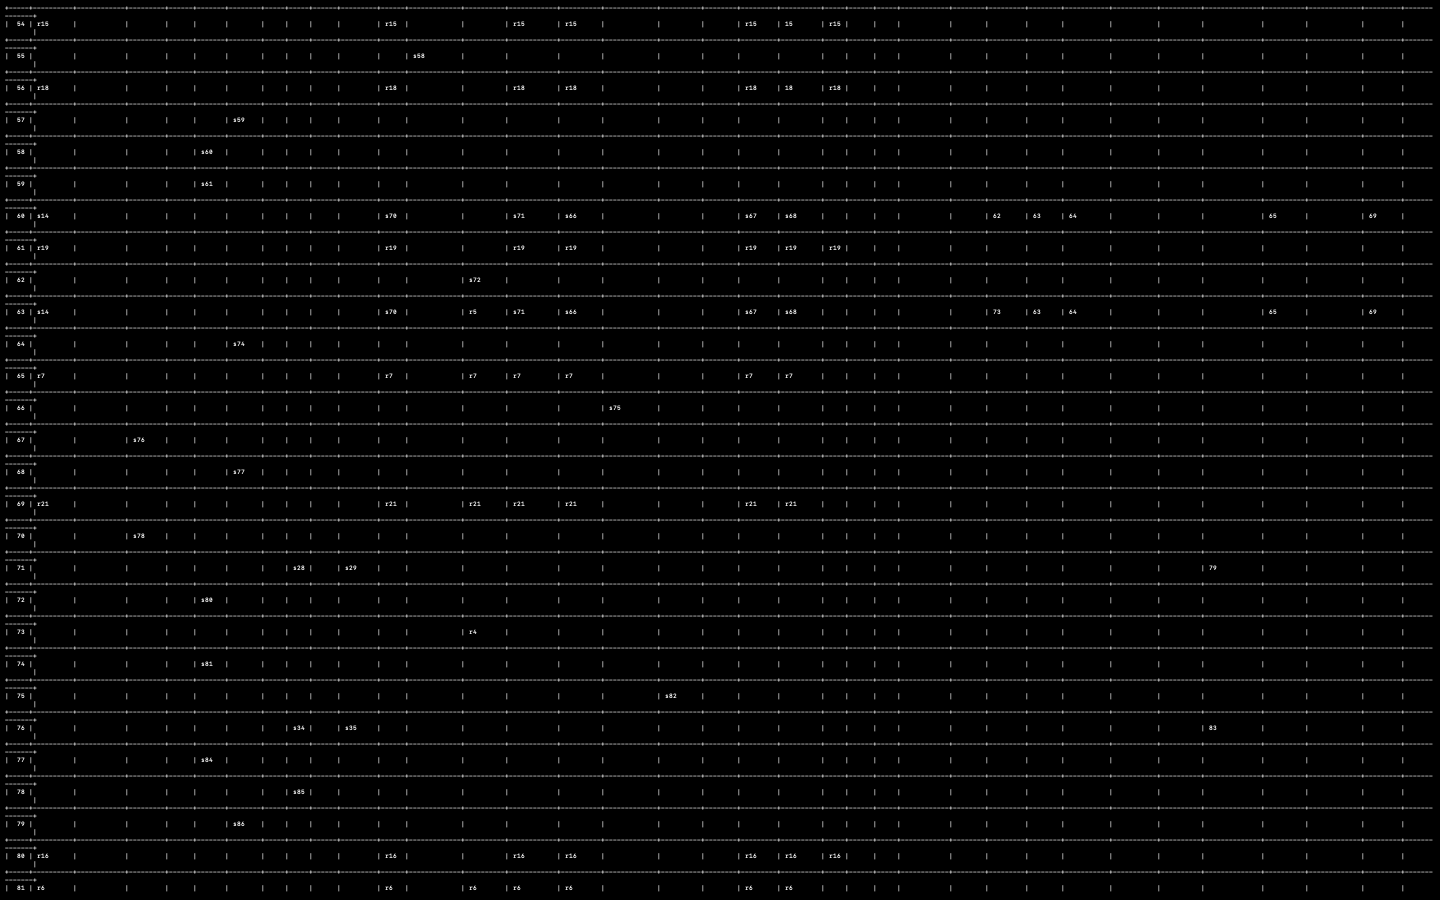 54 r15 r15 r15 r15 r15 15 r15
55 s58
56 r18 r18 r18 r18 r18 18 r18
57 s59
58 s60
59 s61
60 s14 s70 s71 s66 s67 s68 62 63 64 65 69
61 r19 r19 r19 r19 r19 r19 r19
62 s72
63 s14 s70 r5 s71 s66 s67 s68 73 63 64 65 69
64 s74
65 r7 r7 r7 r7 r7 r7 r7
66 s75
67 s76
68 s77
69 r21 r21 r21 r21 r21 r21 r21
70 s78
71 s28 s29 79
72 s80
73 r4
74 s81
75 s82
76 s34 s35 83
77 s84
78 s85
79 s86
80 r16 r16 r16 r16 r16 r16 r16
81 r6 r6 r6 r6 r6 r6 r6